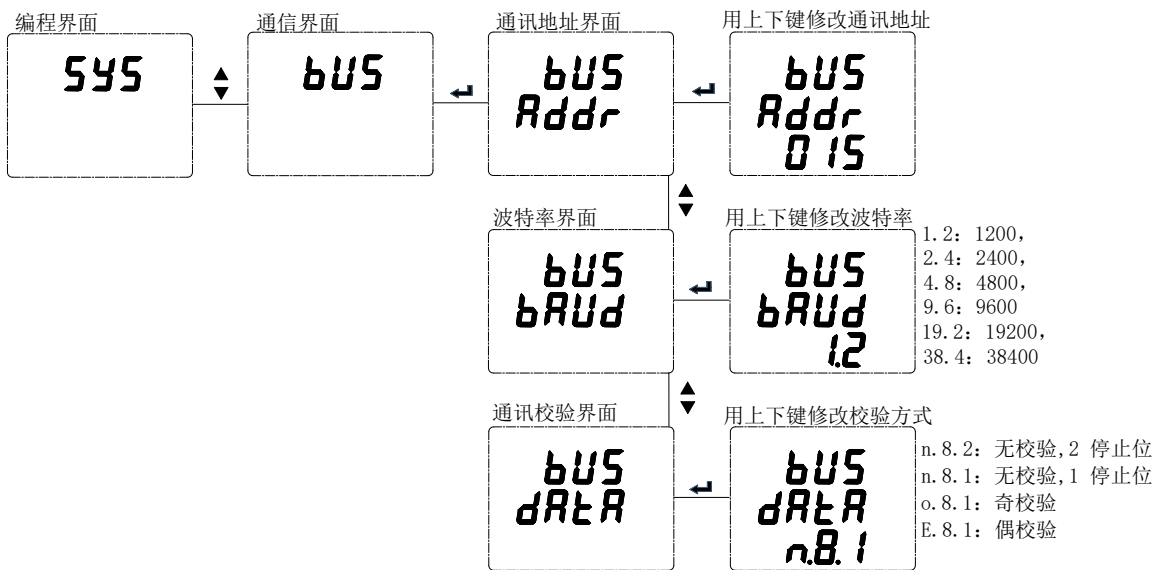 编程界面
通信界面
通讯地址界面
用上下键修改通讯地址
SYS
bUS
bUS
Addr
bUS
Addr
015
波特率界面
用上下键修改波特率
bUS
bAUd
bUS
bAUd
1.2
1.2: 1200,
2.4: 2400,
4.8: 4800,
9.6: 9600
19.2: 19200,
38.4: 38400
通讯校验界面
用上下键修改校验方式
bUS
dAtA
bUS
dAtA
n.8.1
n.8.2: 无校验,2 停止位
n.8.1: 无校验,1 停止位
o.8.1: 奇校验
E.8.1: 偶校验